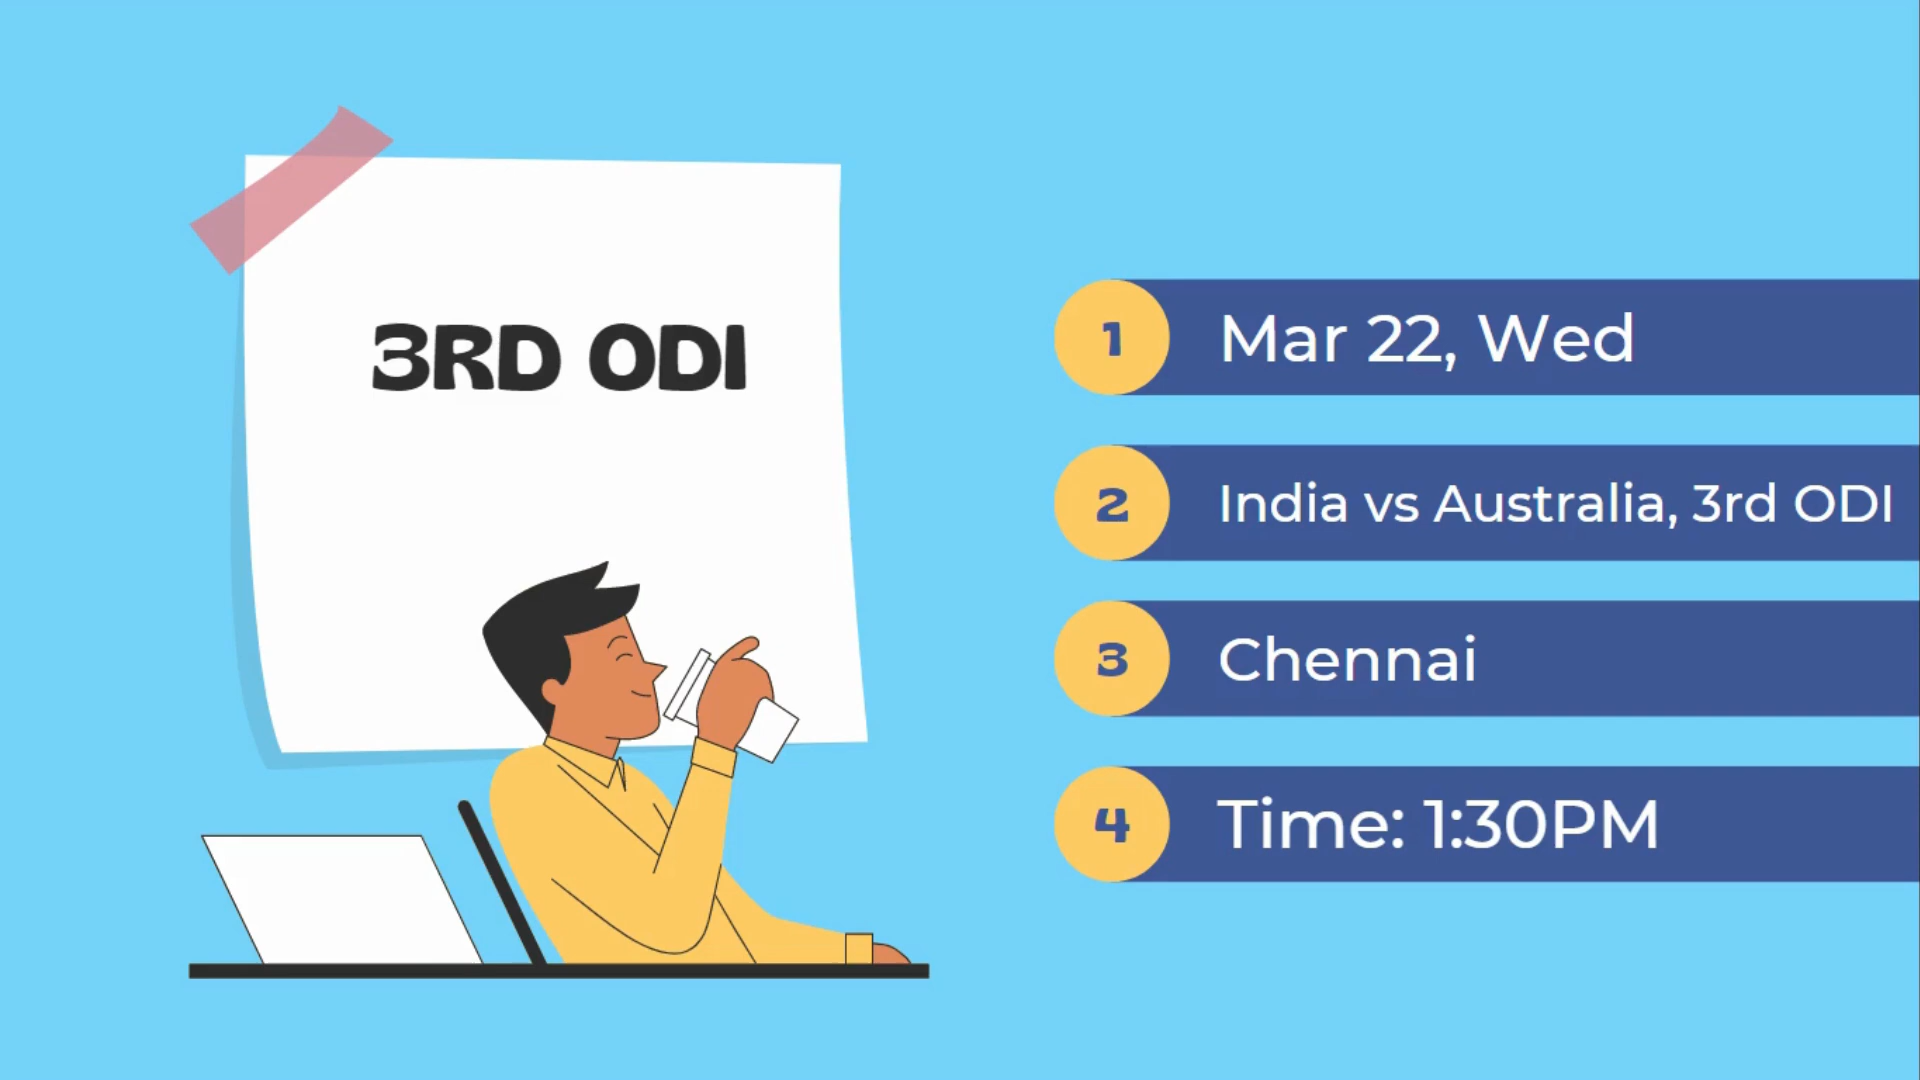 3RD ODI
1
Mar 22, Wed
2
India vs Australia, 3rd ODI
3
Chennai
4
Time: 1:30PM